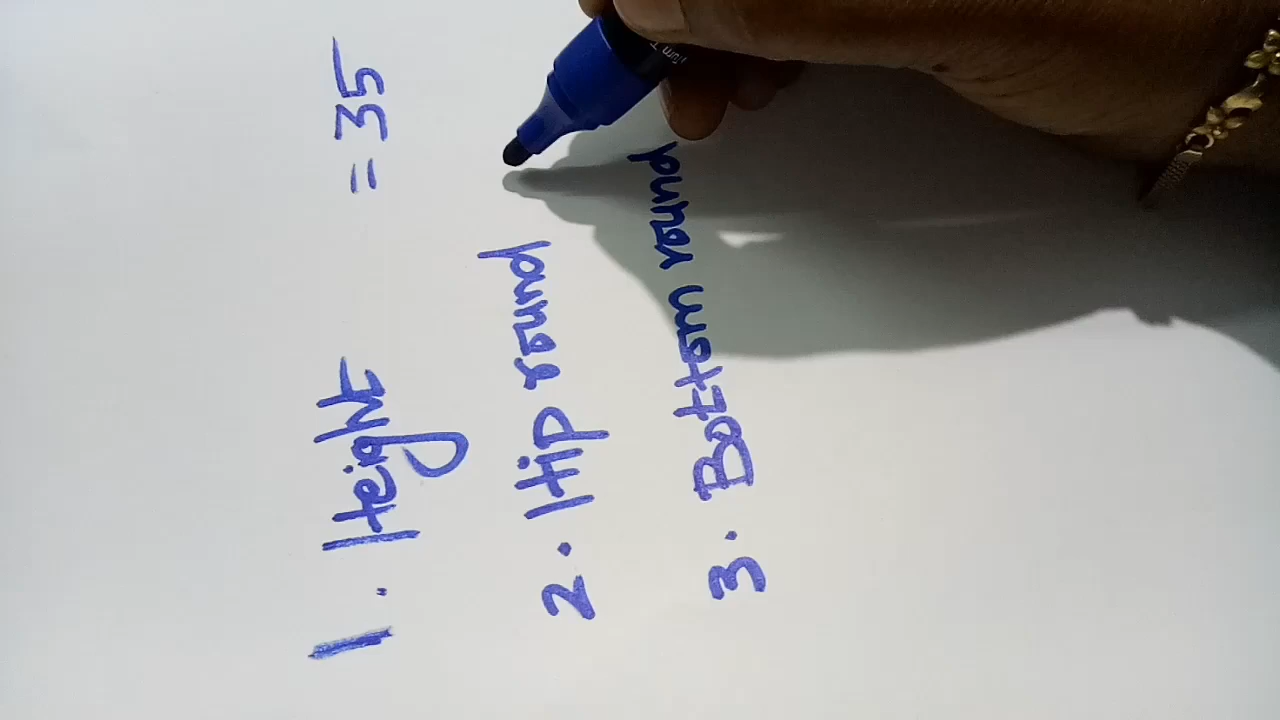 1. Height = 35
2. Hip round
3. Bottom round